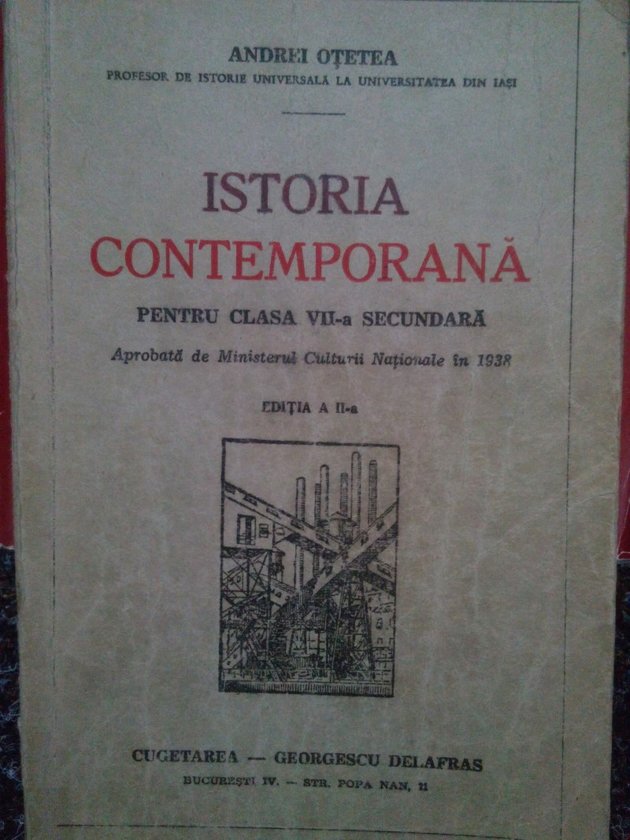 ANDREI OȚETEA
PROFESOR DE ISTORIE UNIVERSALA LA UNIVERSITATEA DIN IAȘI
ISTORIA
CONTEMPORANĂ
PENTRU CLASA VII-a SECUNDARĂ
Aprobată de Ministerul Culturii Naționale în 1938
EDIȚIA A II-a
CUGETAREA — GEORGESCU DELAFRAS
BUCUREȘTI IV. — STR. POPA NAN, 21